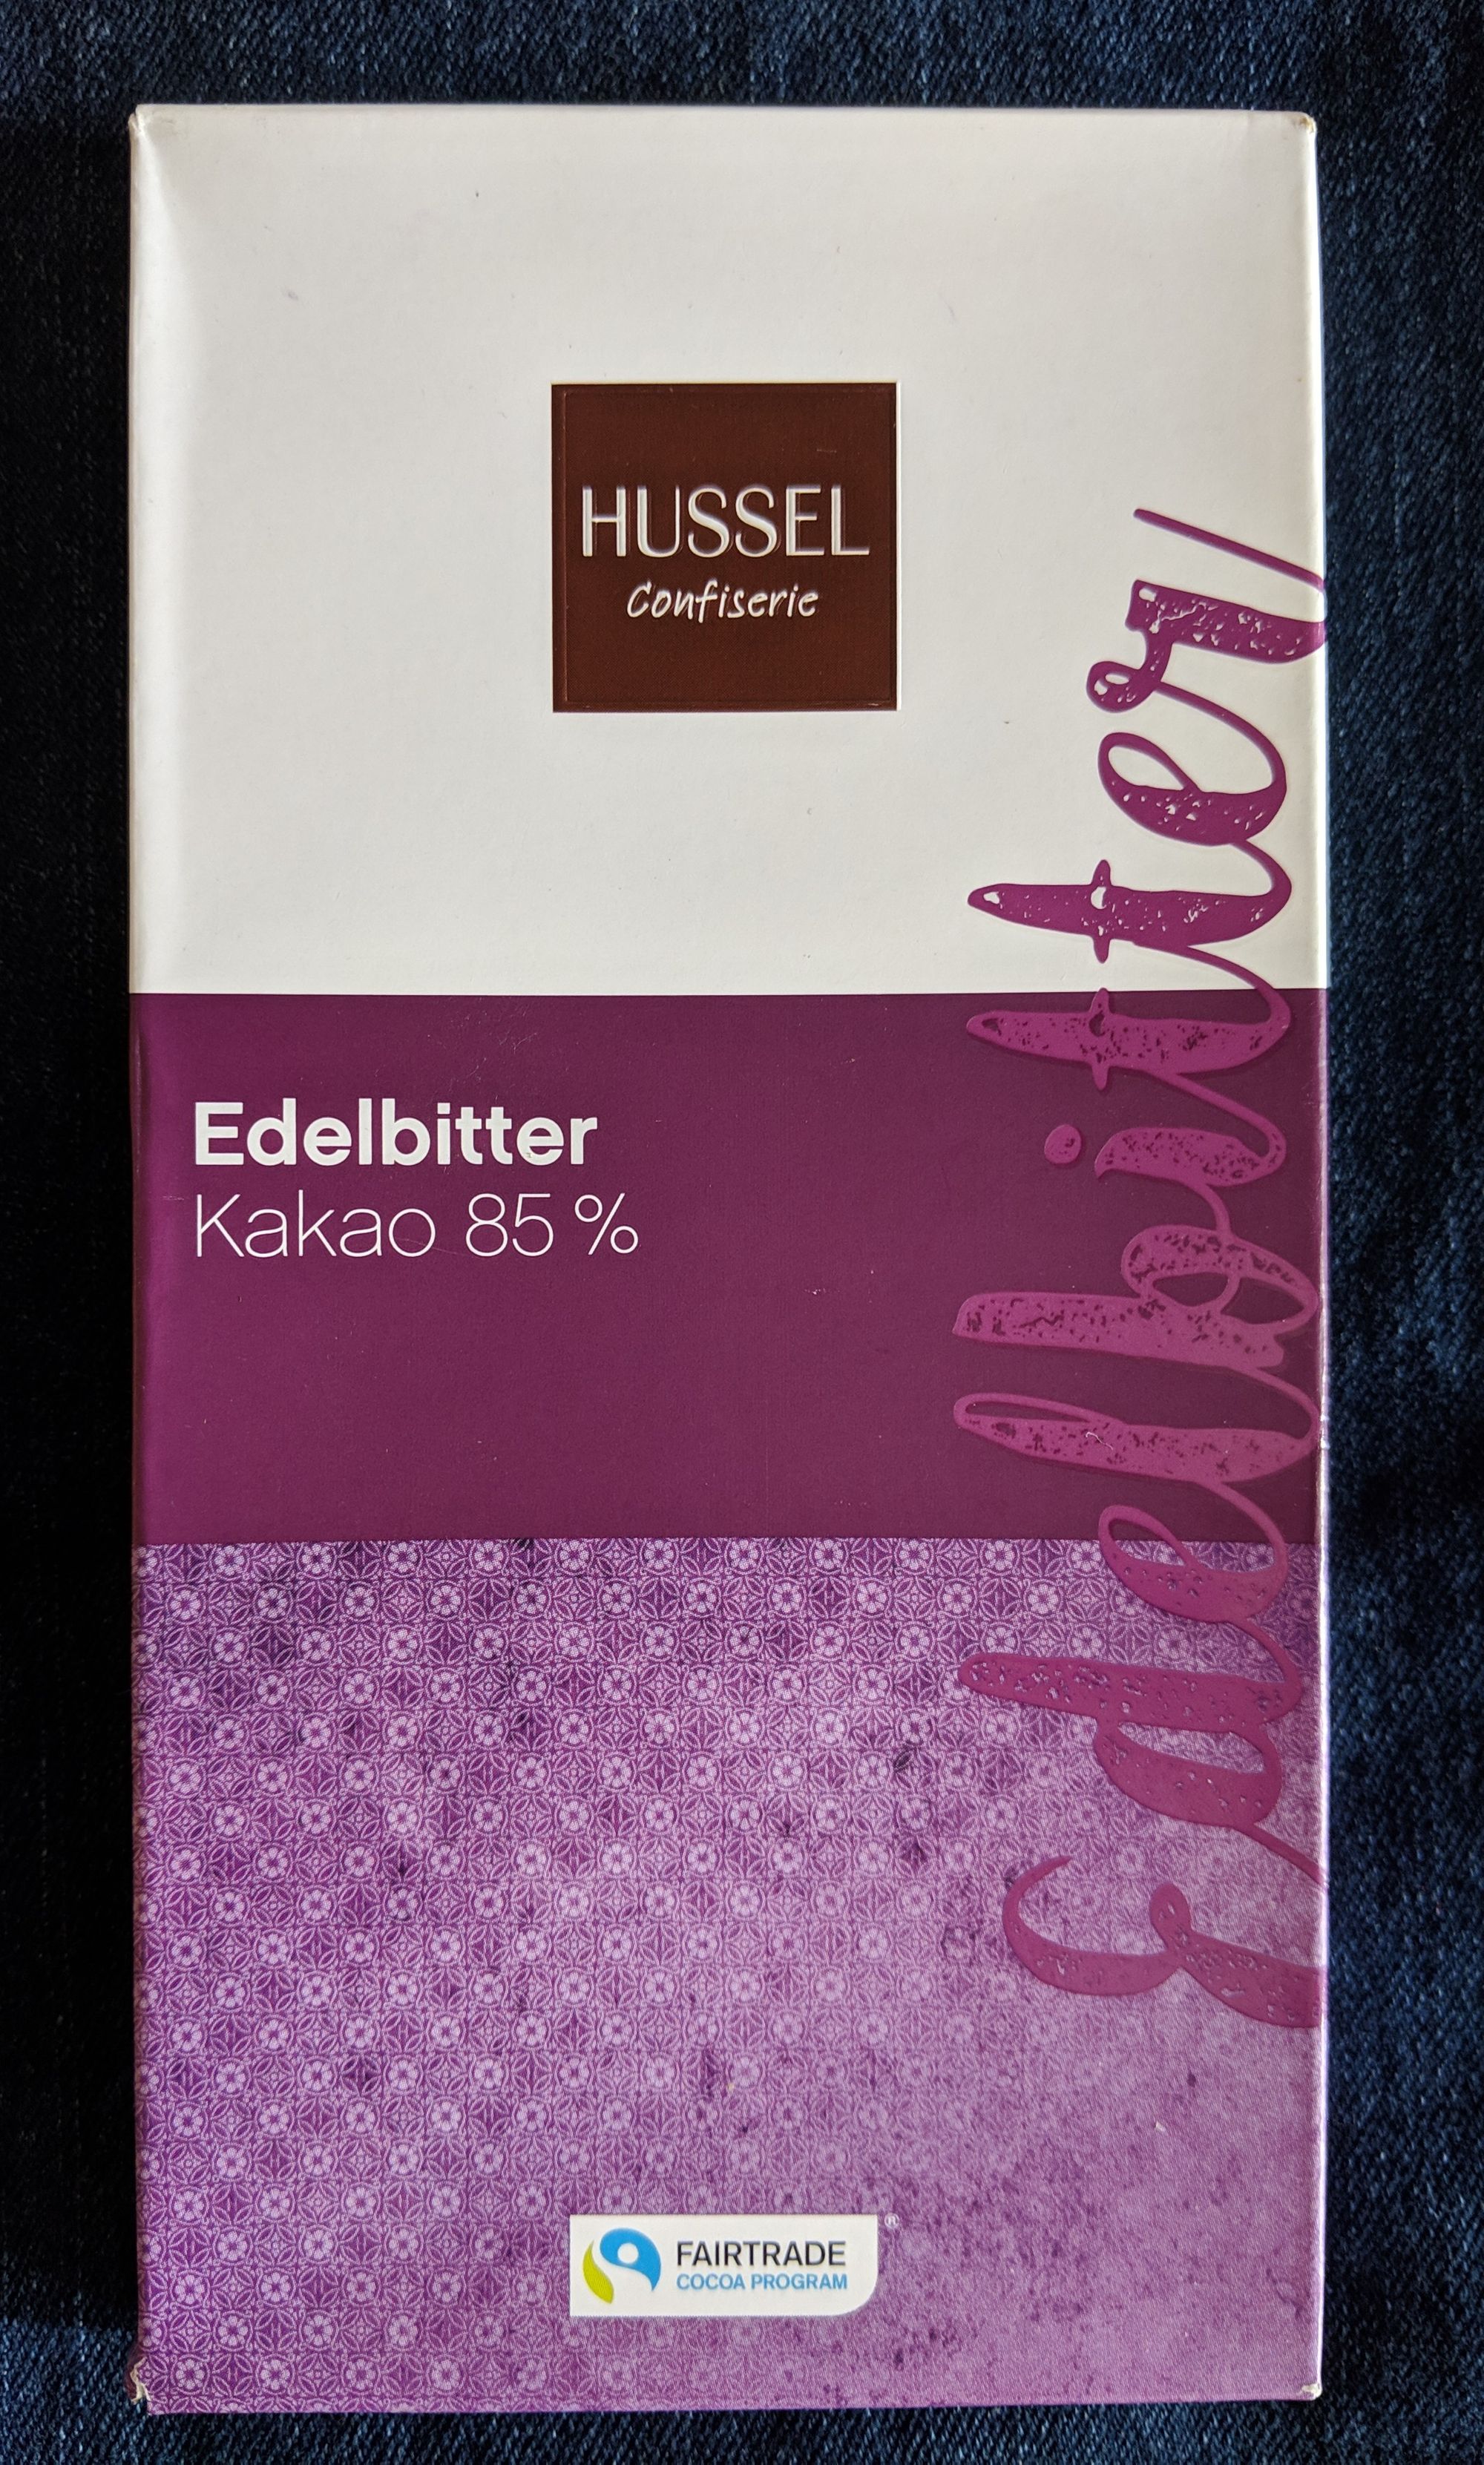 HUSSEL
Confiserie
Edelbitter
Kakao 85 %
Edelbitter
FAIRTRADE
COCOA PROGRAM
®